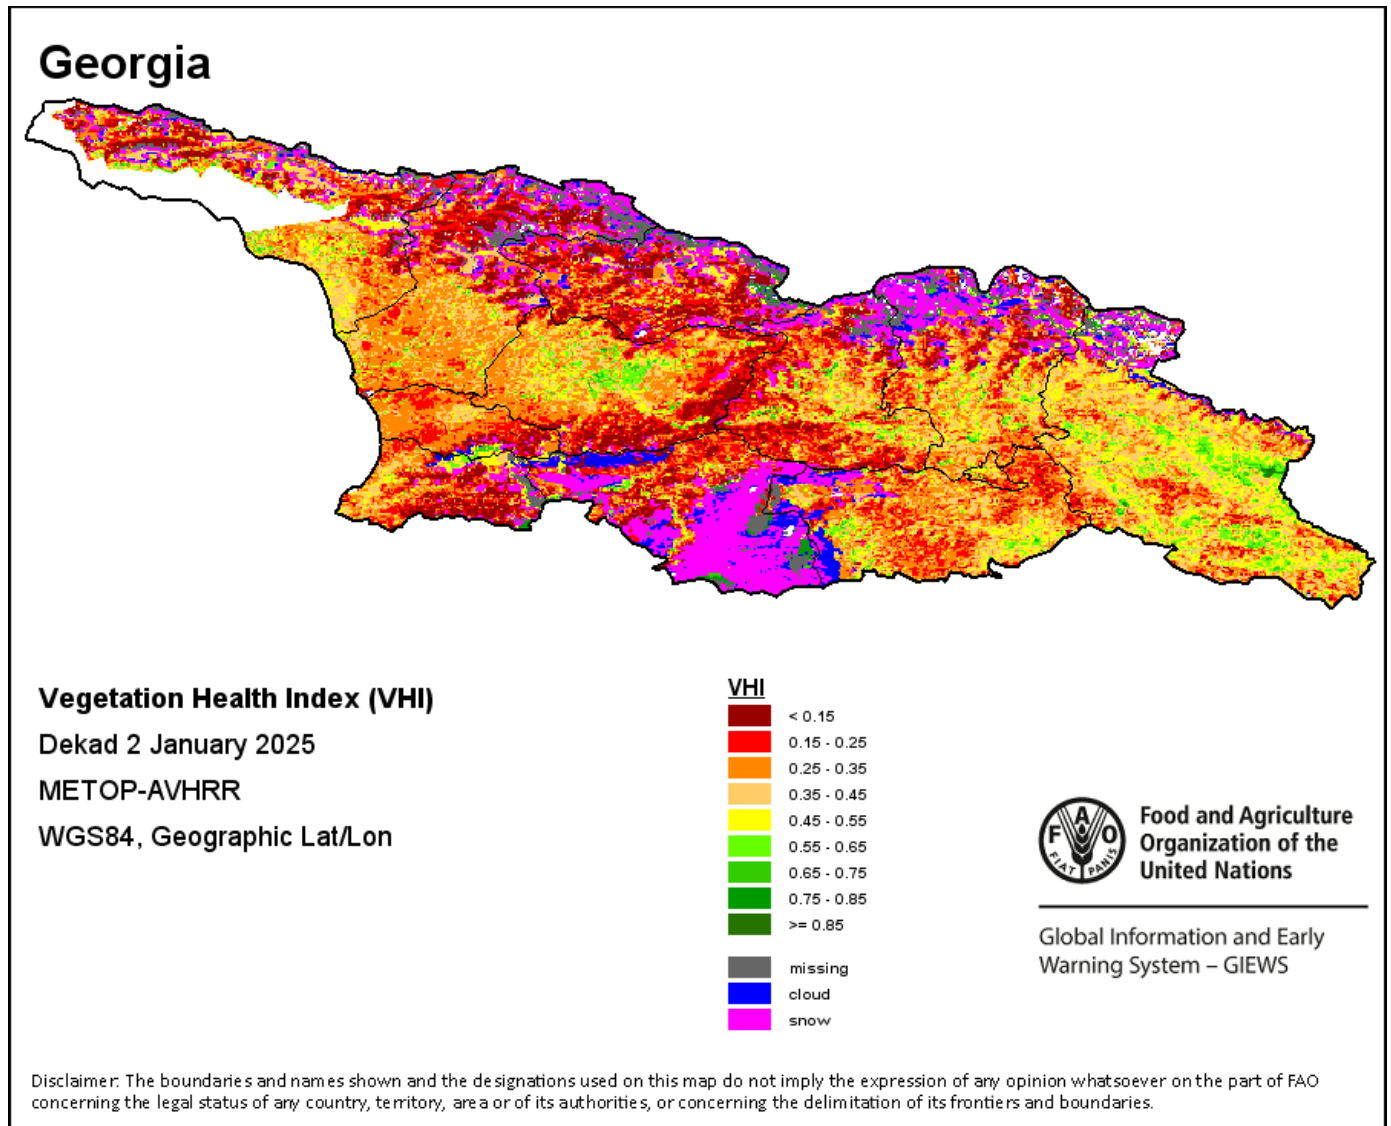 Georgia
Vegetation Health Index (VHI)
Dekad 2 January 2025
METOP-AVHRR
WGS84, Geographic Lat/Lon
VHI
< 0.15
0.15 - 0.25
0.25 - 0.35
0.35 - 0.45
0.45 - 0.55
0.55 - 0.65
0.65 - 0.75
0.75 - 0.85
>= 0.85
missing
cloud
snow
F A O
FIAT PANIS
Food and Agriculture
Organization of the
United Nations
Global Information and Early
Warning System – GIEWS
Disclaimer: The boundaries and names shown and the designations used on this map do not imply the expression of any opinion whatsoever on the part of FAO
concerning the legal status of any country, territory, area or of its authorities, or concerning the delimitation of its frontiers and boundaries.